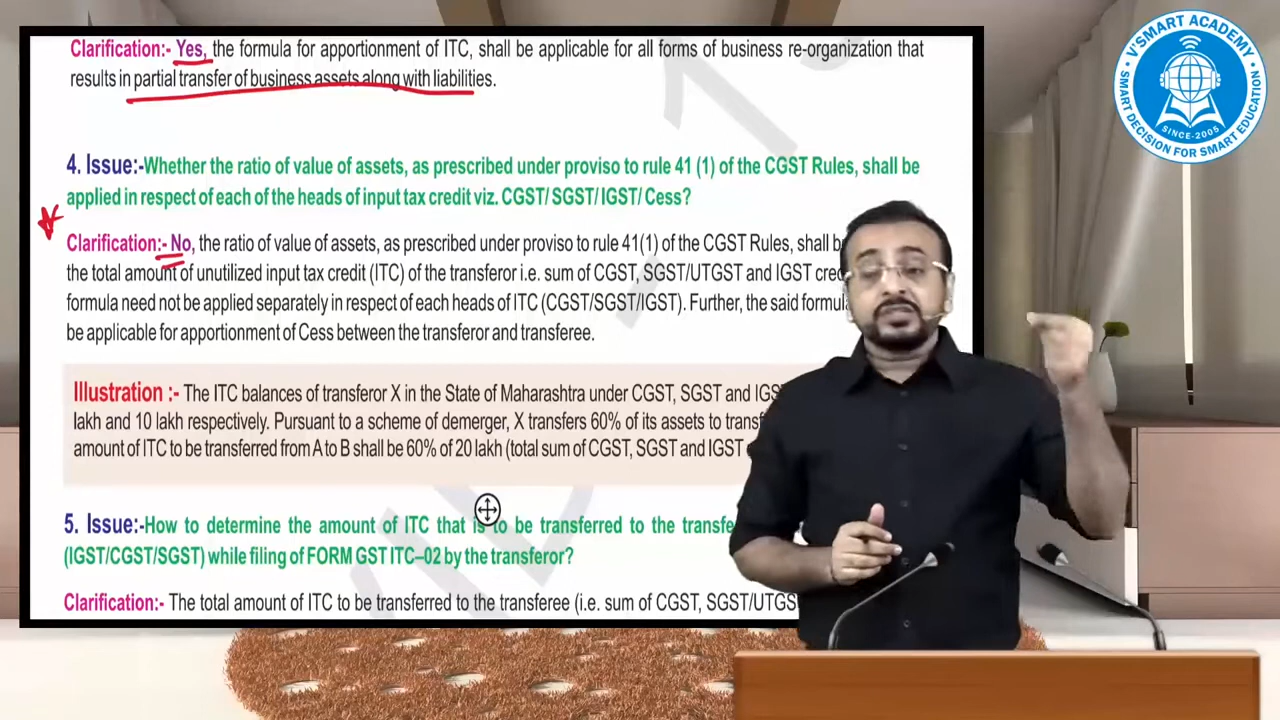 Clarification:- Yes, the formula for apportionment of ITC, shall be applicable for all forms of business re-organization that
results in partial transfer of business assets along with liabilities.
4. Issue:-Whether the ratio of value of assets, as prescribed under proviso to rule 41 (1) of the CGST Rules, shall be
applied in respect of each of the heads of input tax credit viz. CGST/ SGST/ IGST/ Cess?
Clarification:- No, the ratio of value of assets, as prescribed under proviso to rule 41(1) of the CGST Rules, shall
the total amount of unutilized input tax credit (ITC) of the transferor i.e. sum of CGST, SGST/UTGST and IGST
formula need not be applied separately in respect of each heads of ITC (CGST/SGST/IGST). Further, the said
be applicable for apportionment of Cess between the transferor and transferee.
Illustration :- The ITC balances of transferor X in the State of Maharashtra under CGST, SGST and
lakh and 10 lakh respectively. Pursuant to a scheme of demerger, X transfers 60% of its assets to
amount of ITC to be transferred from A to B shall be 60% of 20 lakh (total sum of CGST, SGST and IGST
5. Issue:-How to determine the amount of ITC that is to be transferred to the
(IGST/CGST/SGST) while filing of FORM GST ITC–02 by the transferor?
Clarification:- The total amount of ITC to be transferred to the transferee (i.e. sum of CGST,
V'SMART ACADEMY
SINCE-2005
SMART DECISION FOR SMART EDUCATION